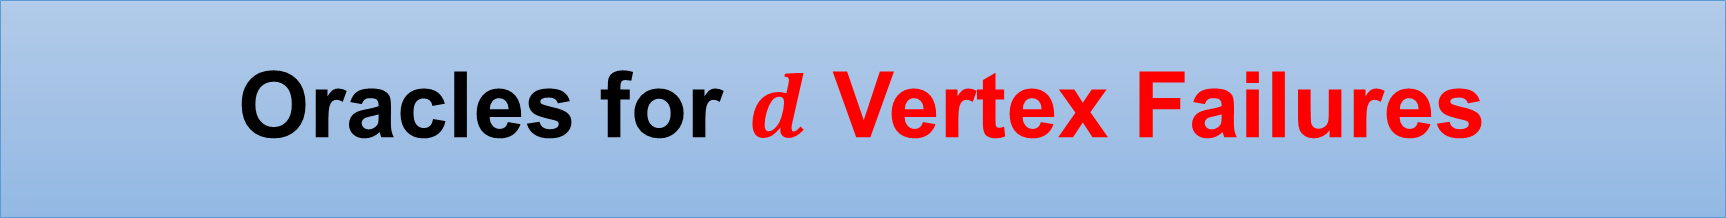 Oracles for 𝒅 Vertex Failures